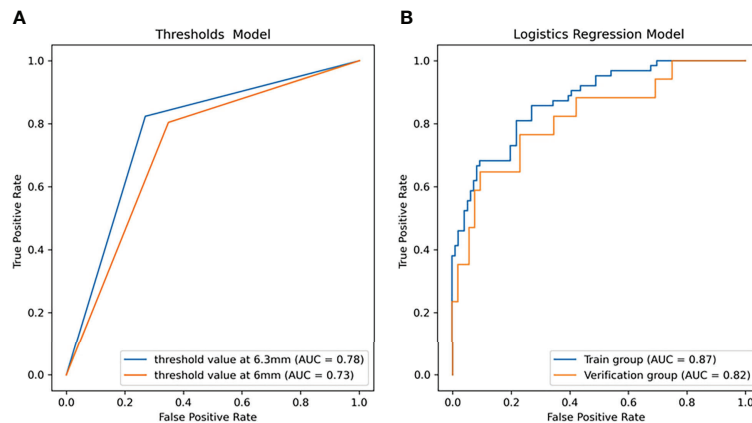 A
Thresholds Model
1.0
0.8
0.6
0.4
0.2
0.0
True Positive Rate
threshold value at 6.3mm (AUC = 0.78)
threshold value at 6mm (AUC = 0.73)
0.0 0.2 0.4 0.6 0.8 1.0
False Positive Rate
B
Logistics Regression Model
1.0
0.8
0.6
0.4
0.2
0.0
True Positive Rate
Train group (AUC = 0.87)
Verification group (AUC = 0.82)
0.0 0.2 0.4 0.6 0.8 1.0
False Positive Rate